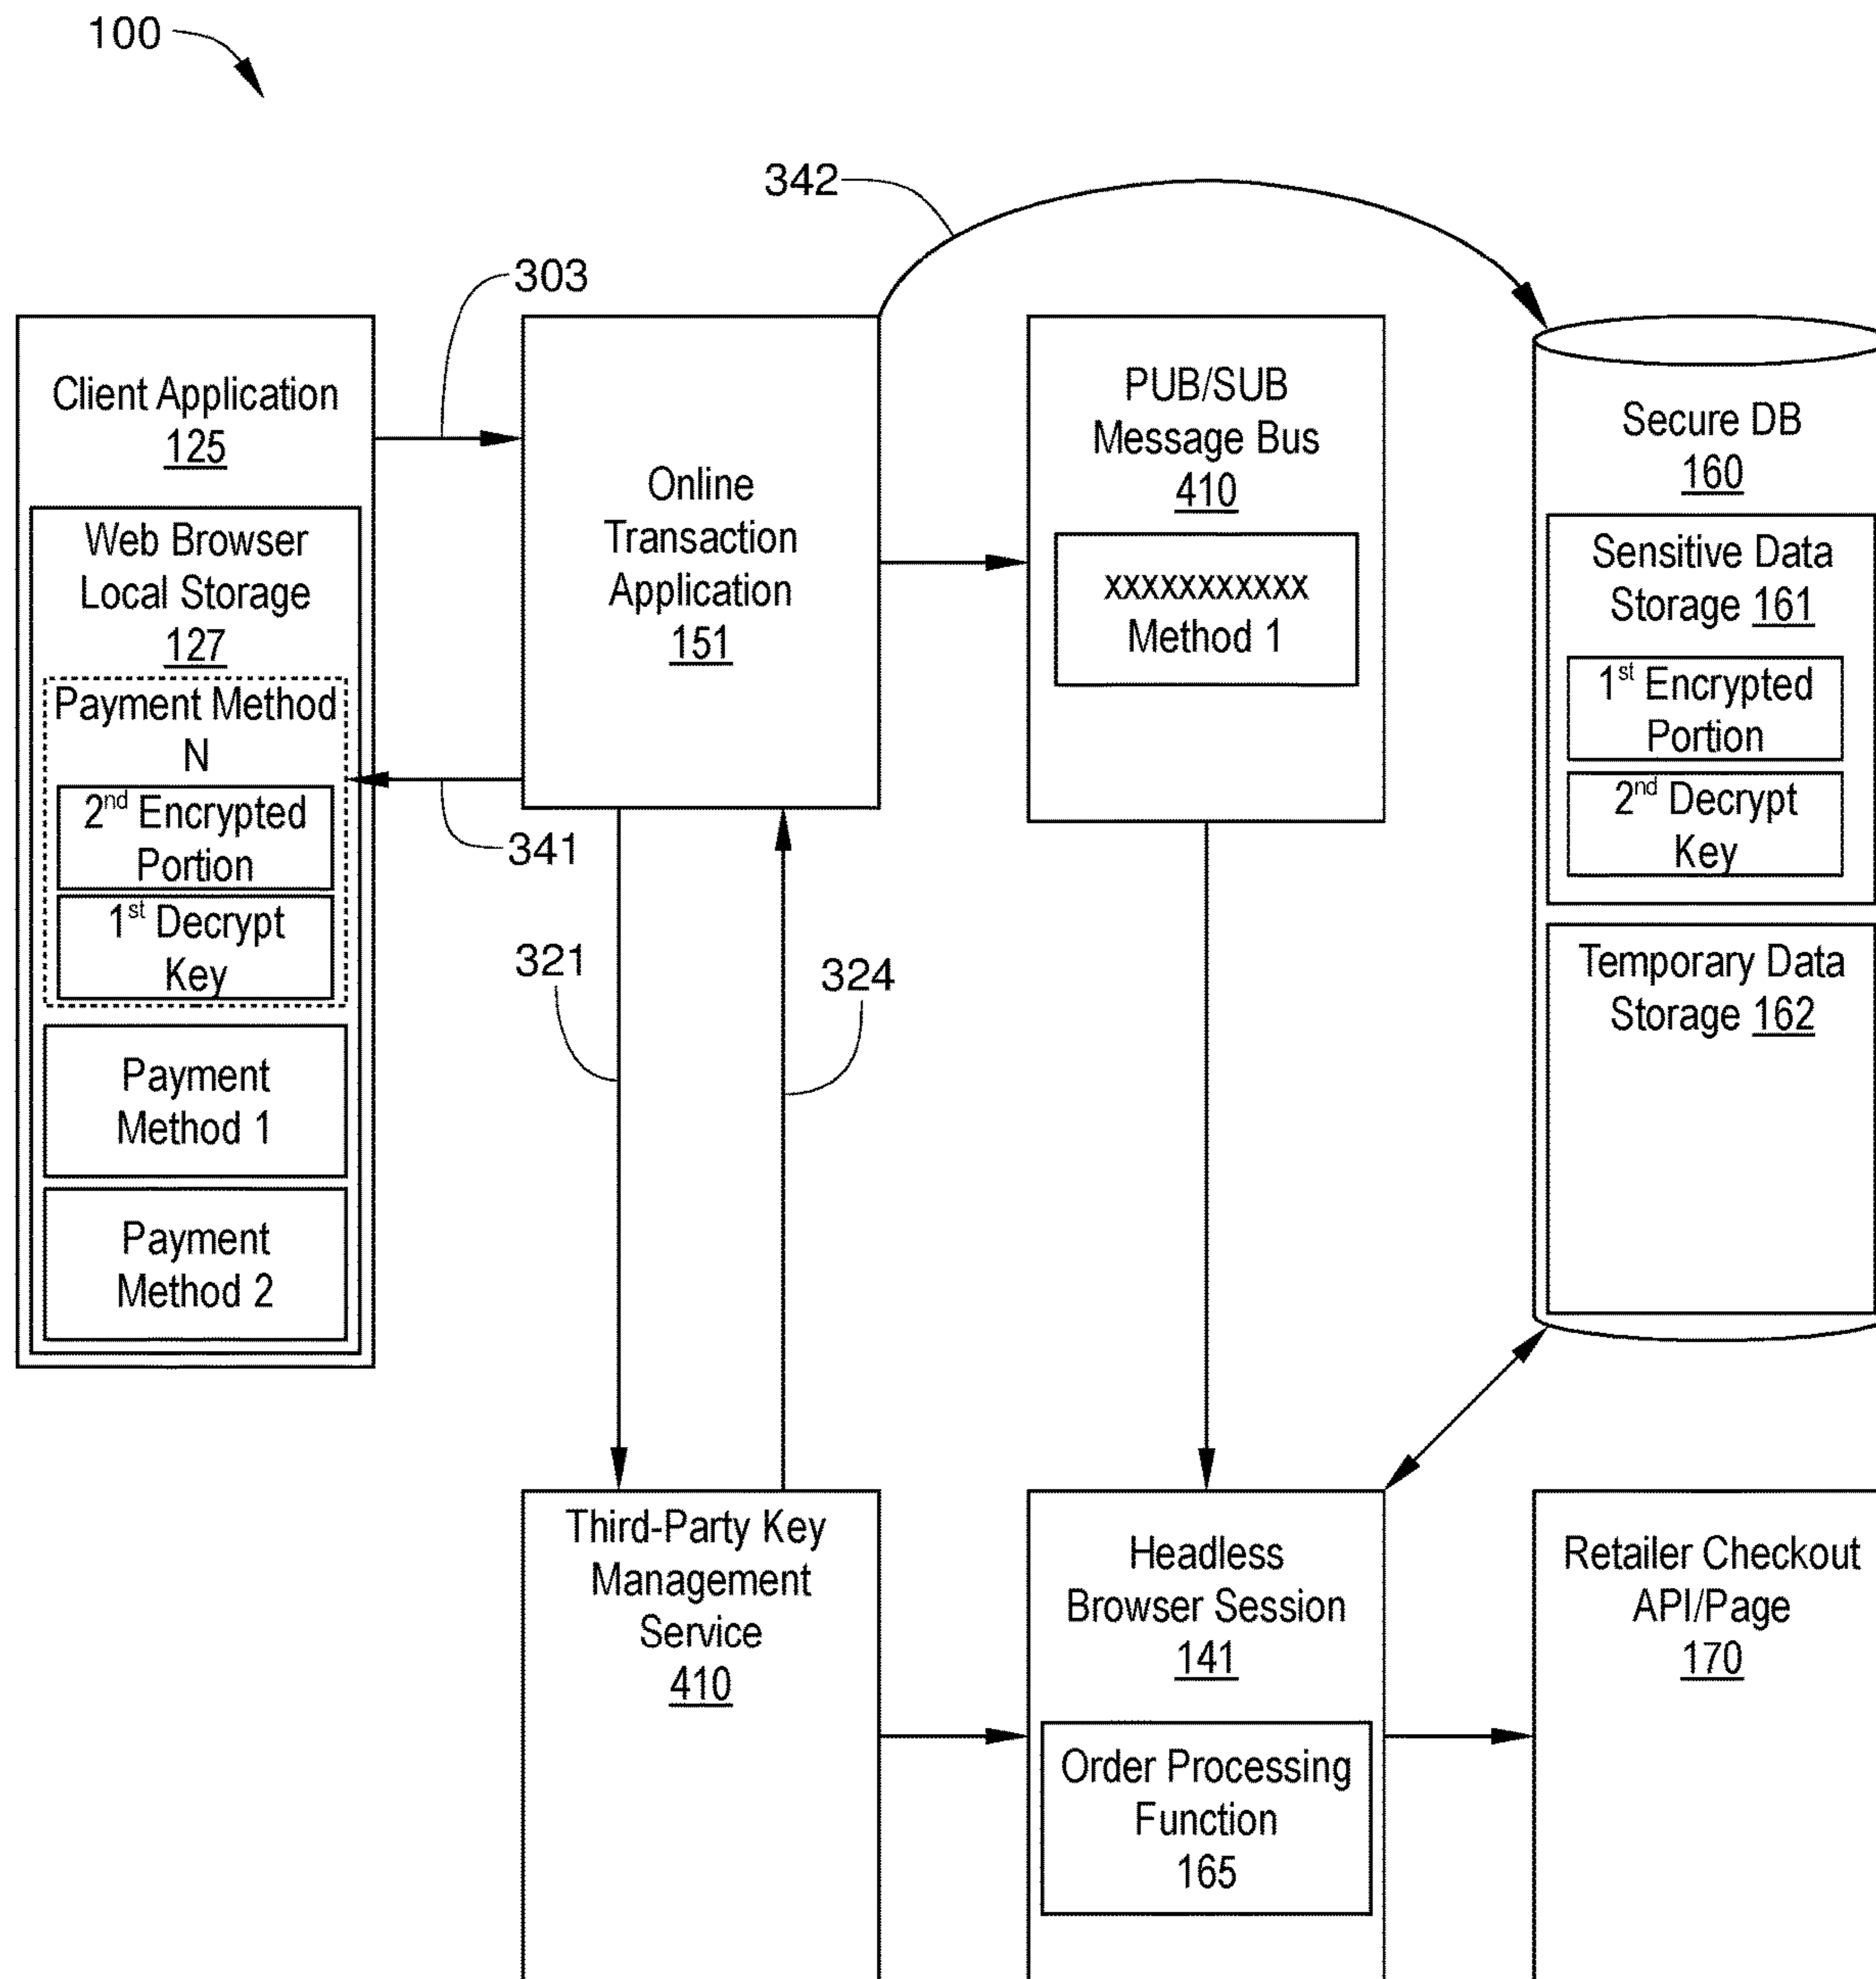 100
342
303
Client Application
125
Web Browser
Local Storage
127
Payment Method
N
2nd Encrypted
Portion
1st Decrypt
Key
Payment
Method 1
Payment
Method 2
Online
Transaction
Application
151
341
321
324
PUB/SUB
Message Bus
410
XXXXXXXXXXX
Method 1
Secure DB
160
Sensitive Data
Storage 161
1st Encrypted
Portion
2nd Decrypt
Key
Temporary Data
Storage 162
Third-Party Key
Management
Service
410
Headless
Browser Session
141
Order Processing
Function
165
Retailer Checkout
API/Page
170